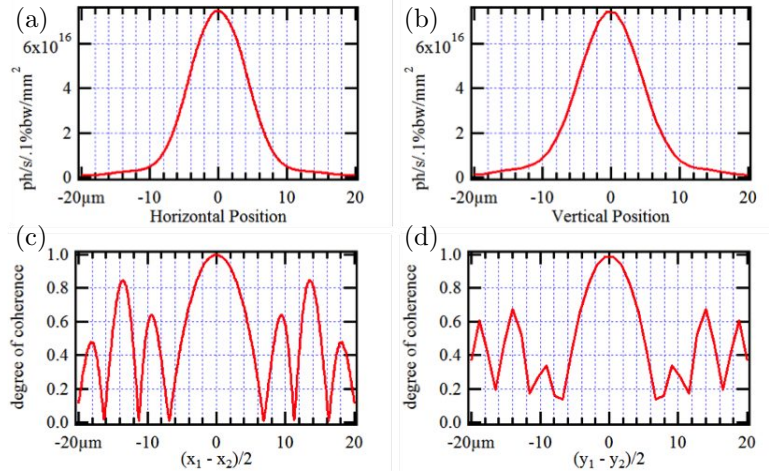 (a)
6x10^16
4
2
0
ph/s/.1%bw/mm^2
-20μm
-10
0
10
20
Horizontal Position
(b)
6x10^16
4
2
0
ph/s/.1%bw/mm^2
-20μm
-10
0
10
20
Vertical Position
(c)
1.0
0.8
0.6
0.4
0.2
0.0
degree of coherence
-20μm
-10
0
10
20
(x₁ - x₂)/2
(d)
1.0
0.8
0.6
0.4
0.2
0.0
degree of coherence
-20μm
-10
0
10
20
(y₁ - y₂)/2